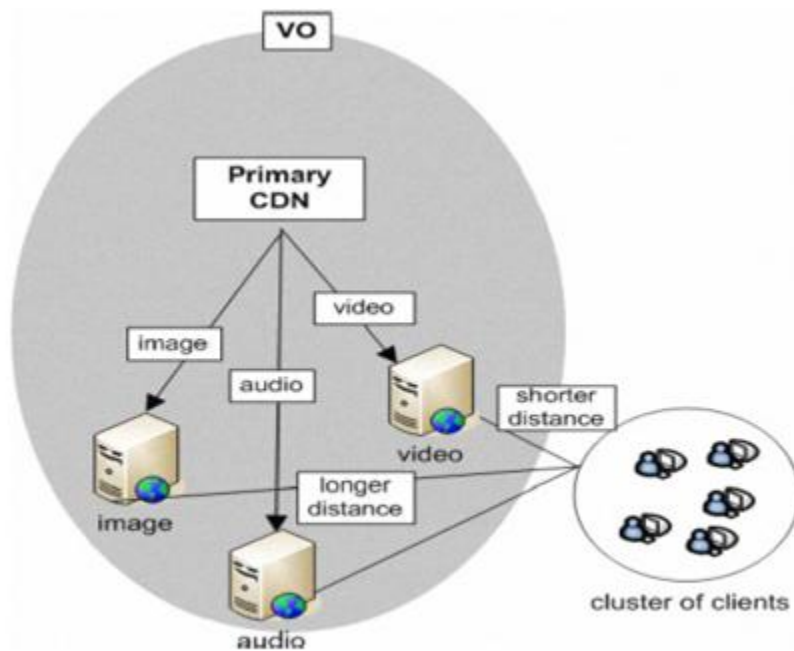 VO
Primary
CDN
video
image
audio
shorter
distance
video
longer
distance
image
cluster of clients
audio